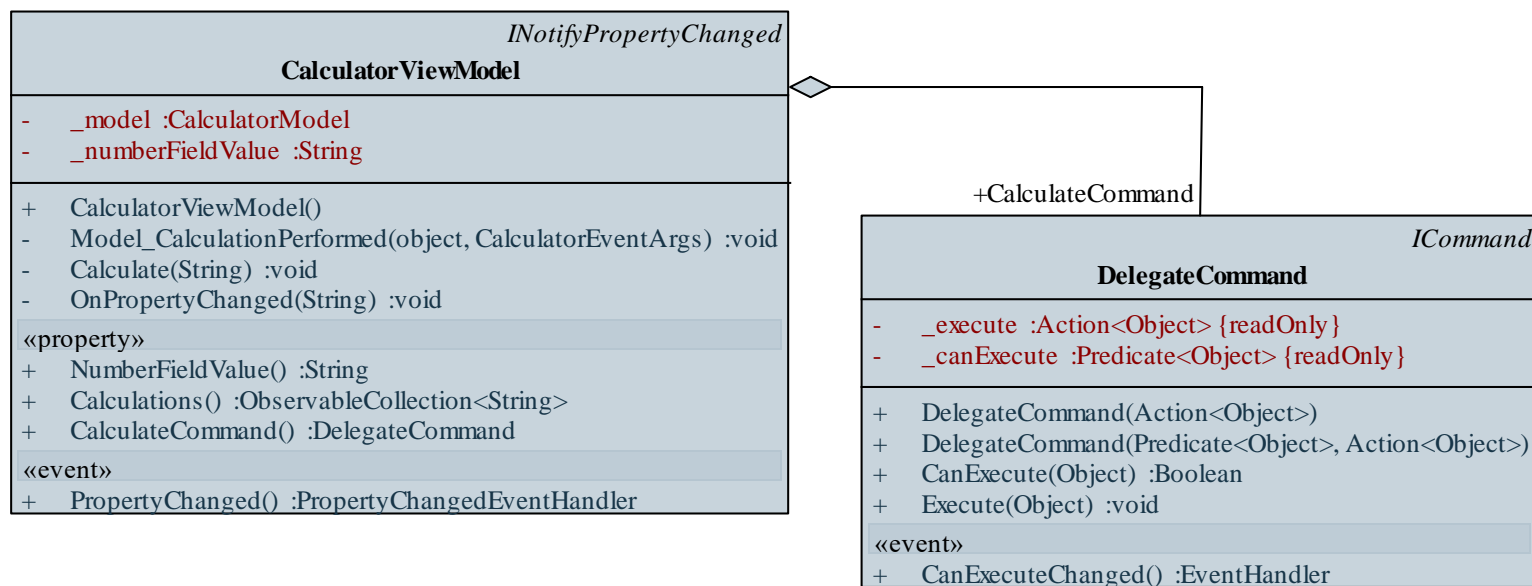 INotifyPropertyChanged
CalculatorViewModel
- _model :CalculatorModel
- _numberFieldValue :String
+ CalculatorViewModel()
- Model_CalculationPerformed(object, CalculatorEventArgs) :void
- Calculate(String) :void
- OnPropertyChanged(String) :void
«property»
+ NumberFieldValue() :String
+ Calculations() :ObservableCollection<String>
+ CalculateCommand() :DelegateCommand
«event»
+ PropertyChanged() :PropertyChangedEventHandler
+CalculateCommand
ICommand
DelegateCommand
- _execute :Action<Object> {readOnly}
- _canExecute :Predicate<Object> {readOnly}
+ DelegateCommand(Action<Object>)
+ DelegateCommand(Predicate<Object>, Action<Object>)
+ CanExecute(Object) :Boolean
+ Execute(Object) :void
«event»
+ CanExecuteChanged() :EventHandler